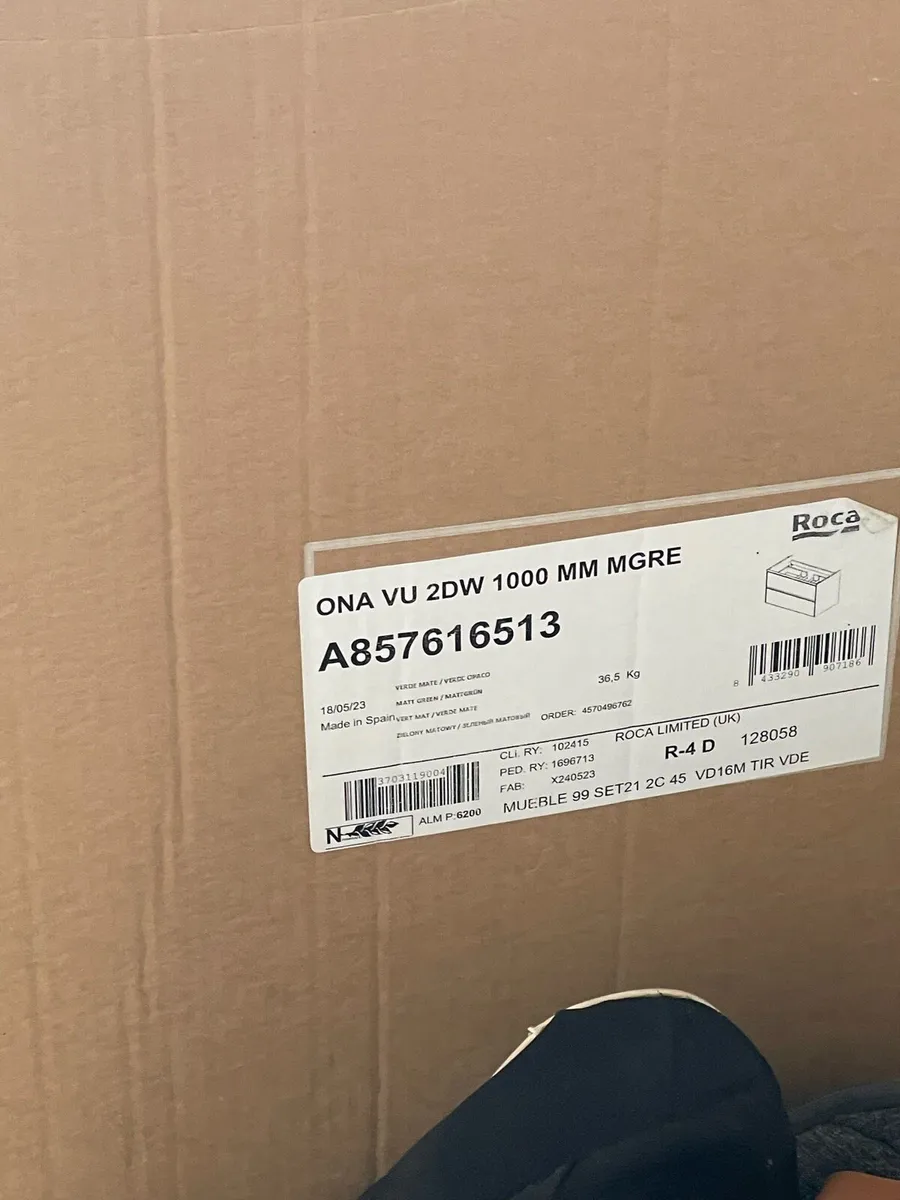 Roca
ONA VU 2DW 1000 MM MGRE
A857616513
VERDE MATE / VERDE OPACO
MATT GREEN / MATTGRÜN
VERT MAT / VERDE MATE
ZIELONY MATOWY / ЗЕЛЕНЫЙ МАТОВЫЙ
36,5 Kg
8 433290 907186
18/05/23
Made in Spain
ORDER: 4570496762
3703119004
CLi. RY: 102415
PED. RY: 1696713
FAB: X240523
ROCA LIMITED (UK)
R-4 D 128058
N
ALM P:6200
MUEBLE 99 SET21 2C 45 VD16M TIR VDE